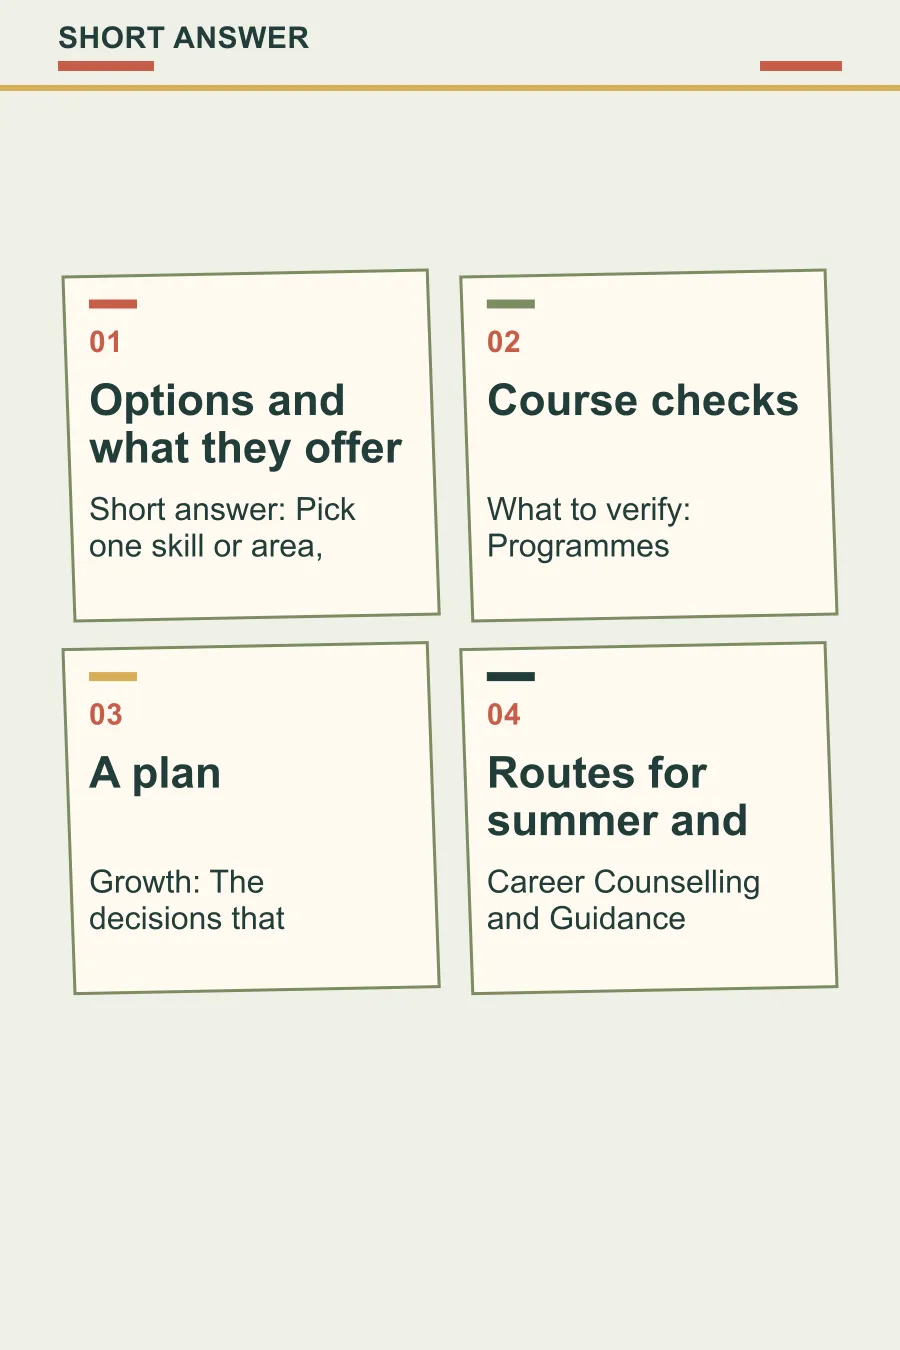 SHORT ANSWER
01
Options and
what they offer
Short answer: Pick
one skill or area,
02
Course checks
What to verify:
Programmes
03
A plan
Growth: The
decisions that
04
Routes for
summer and
Career Counselling
and Guidance